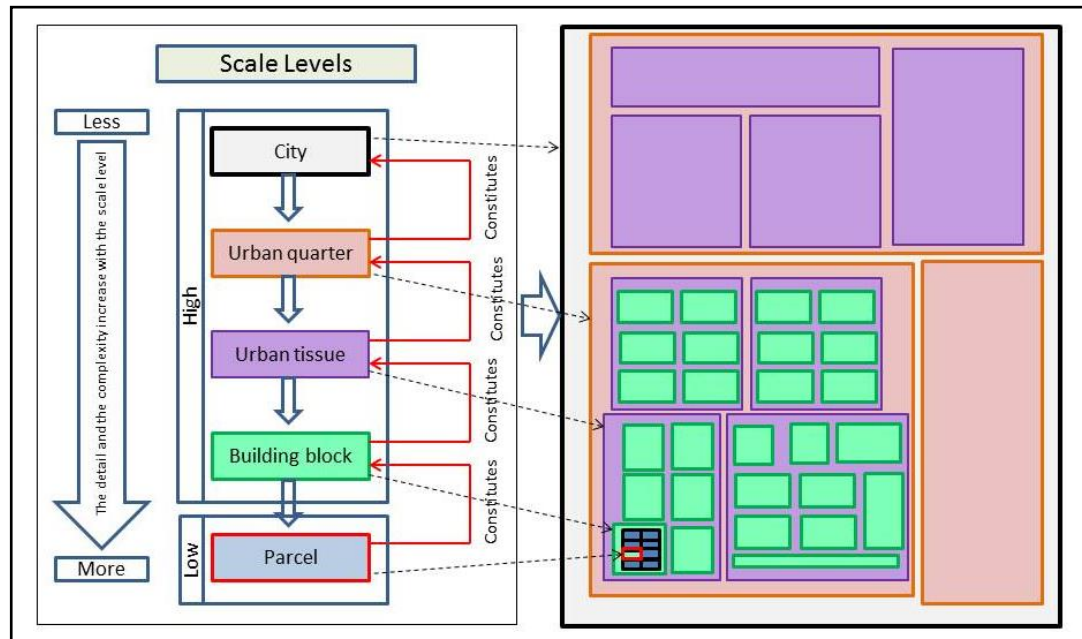 Scale Levels
Less
The detail and the complexity increase with the scale level
More
High
City
Urban quarter
Urban tissue
Building block
Low
Parcel
Constitutes
Constitutes
Constitutes
Constitutes